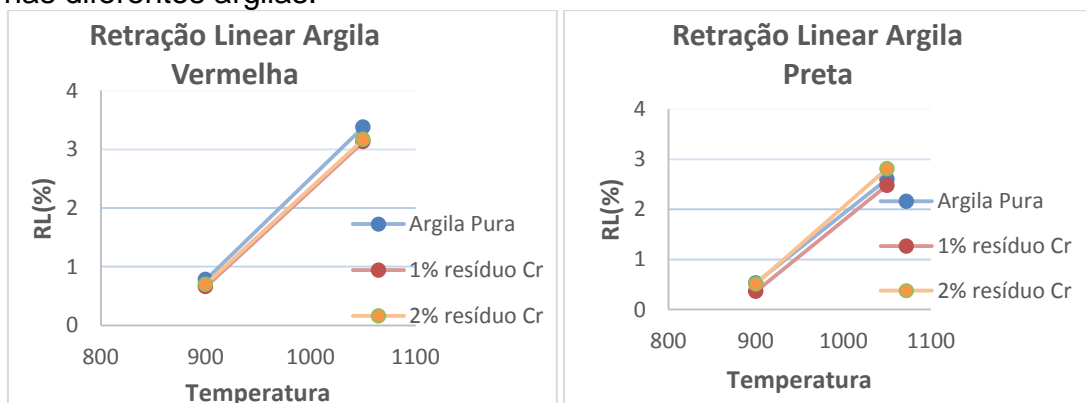 nas diferentes argilas.
Retração Linear Argila
Vermelha
4
3
2
1
0
RL(%)
800 900 1000 1100
Temperatura
Argila Pura
1% resíduo Cr
2% resíduo Cr
Retração Linear Argila
Preta
4
3
2
1
0
RL(%)
800 900 1000 1100
Temperatura
Argila Pura
1% resíduo Cr
2% resíduo Cr